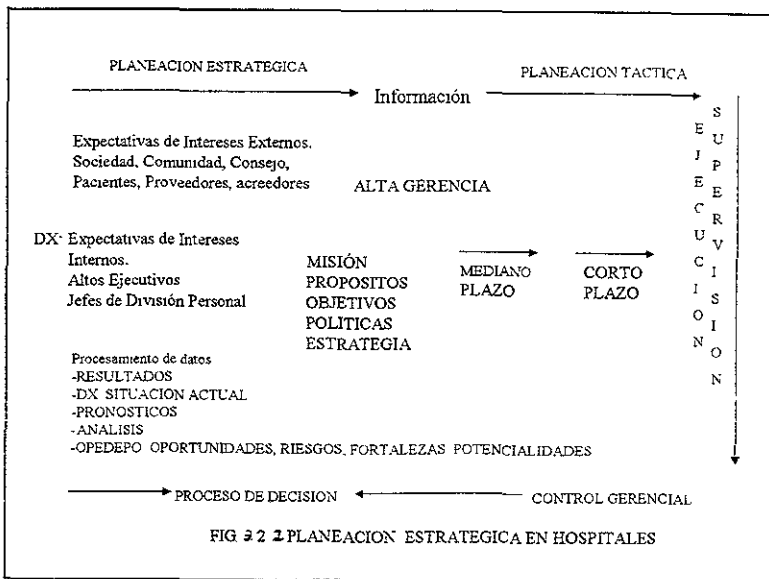 PLANEACION ESTRATEGICA
PLANEACION TACTICA
Información
Expectativas de Intereses Externos.
Sociedad, Comunidad, Consejo,
Pacientes, Proveedores, acreedores
ALTA GERENCIA
DX· Expectativas de Intereses
Internos.
Altos Ejecutivos
Jefes de División Personal
MISIÓN
PROPOSITOS
OBJETIVOS
POLITICAS
ESTRATEGIA
MEDIANO
PLAZO
CORTO
PLAZO
EJECUCION
SUPERVISION
Procesamiento de datos
-RESULTADOS
-DX SITUACION ACTUAL
-PRONOSTICOS
-ANALISIS
-OPEDEPO OPORTUNIDADES, RIESGOS, FORTALEZAS POTENCIALIDADES
PROCESO DE DECISION
CONTROL GERENCIAL
FIG 2 2 2 PLANEACION ESTRATEGICA EN HOSPITALES